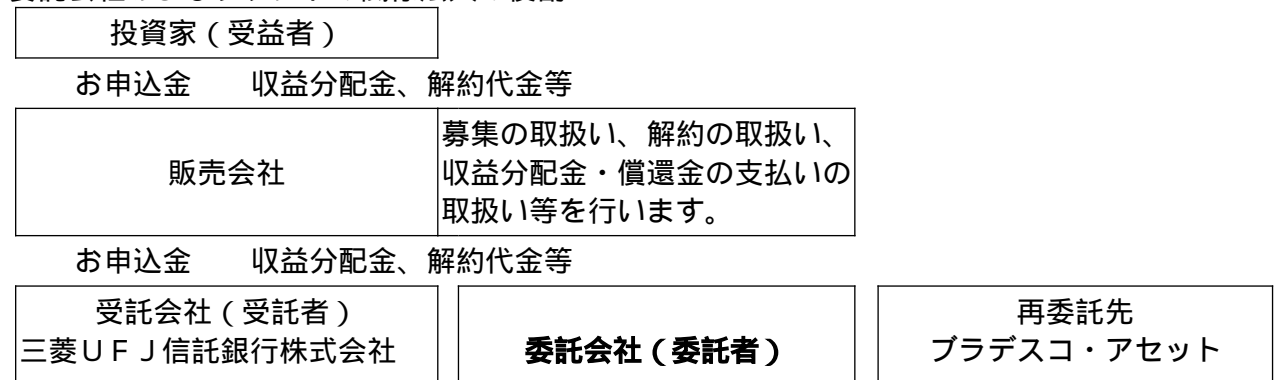 投資家(受益者)
お申込金　収益分配金、解約代金等
販売会社
募集の取扱い、解約の取扱い、
収益分配金・償還金の支払いの
取扱い等を行います。
お申込金　収益分配金、解約代金等
受託会社(受託者)
三菱ＵＦＪ信託銀行株式会社
委託会社(委託者)
再委託先
ブラデスコ・アセット